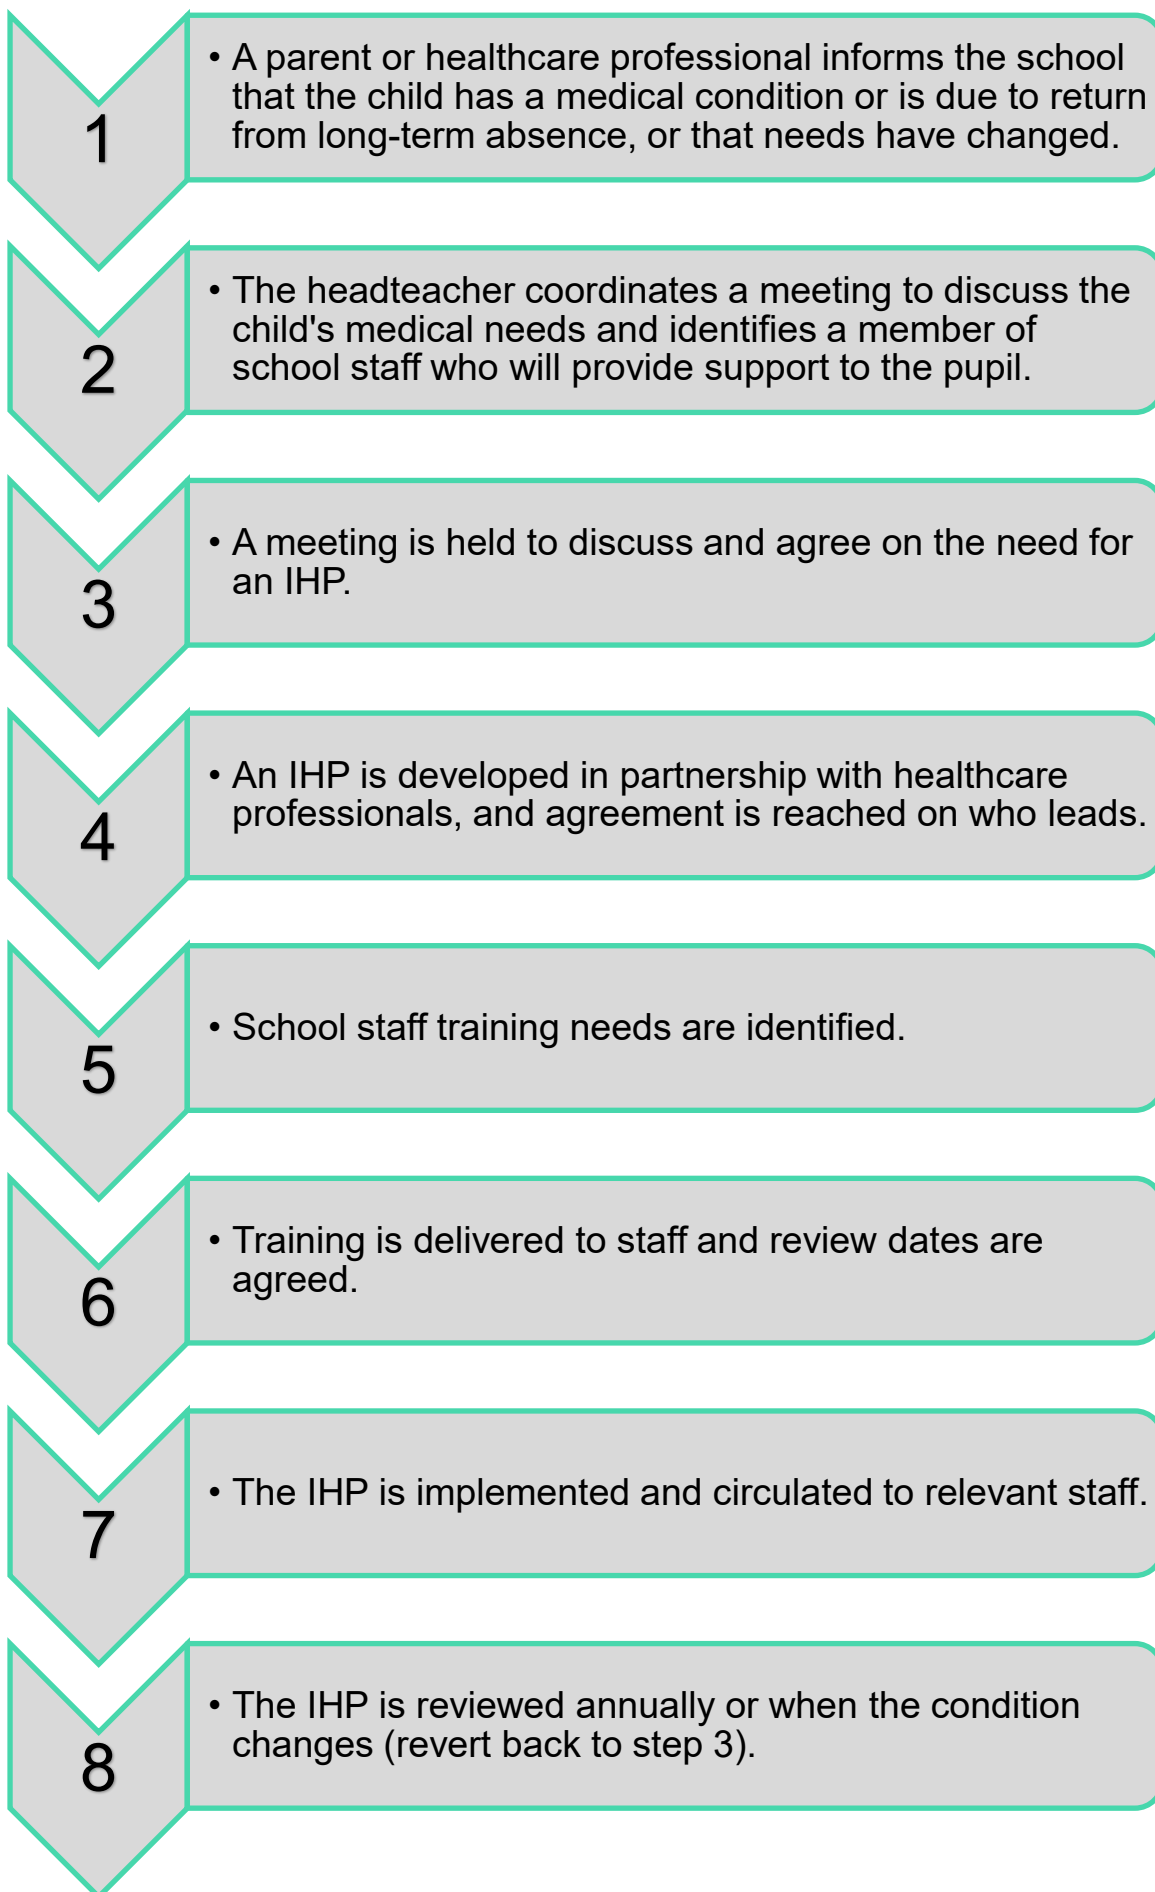 1
• A parent or healthcare professional informs the school
that the child has a medical condition or is due to return
from long-term absence, or that needs have changed.
2
• The headteacher coordinates a meeting to discuss the
child's medical needs and identifies a member of
school staff who will provide support to the pupil.
3
• A meeting is held to discuss and agree on the need for
an IHP.
4
• An IHP is developed in partnership with healthcare
professionals, and agreement is reached on who leads.
5
• School staff training needs are identified.
6
• Training is delivered to staff and review dates are
agreed.
7
• The IHP is implemented and circulated to relevant staff.
8
• The IHP is reviewed annually or when the condition
changes (revert back to step 3).